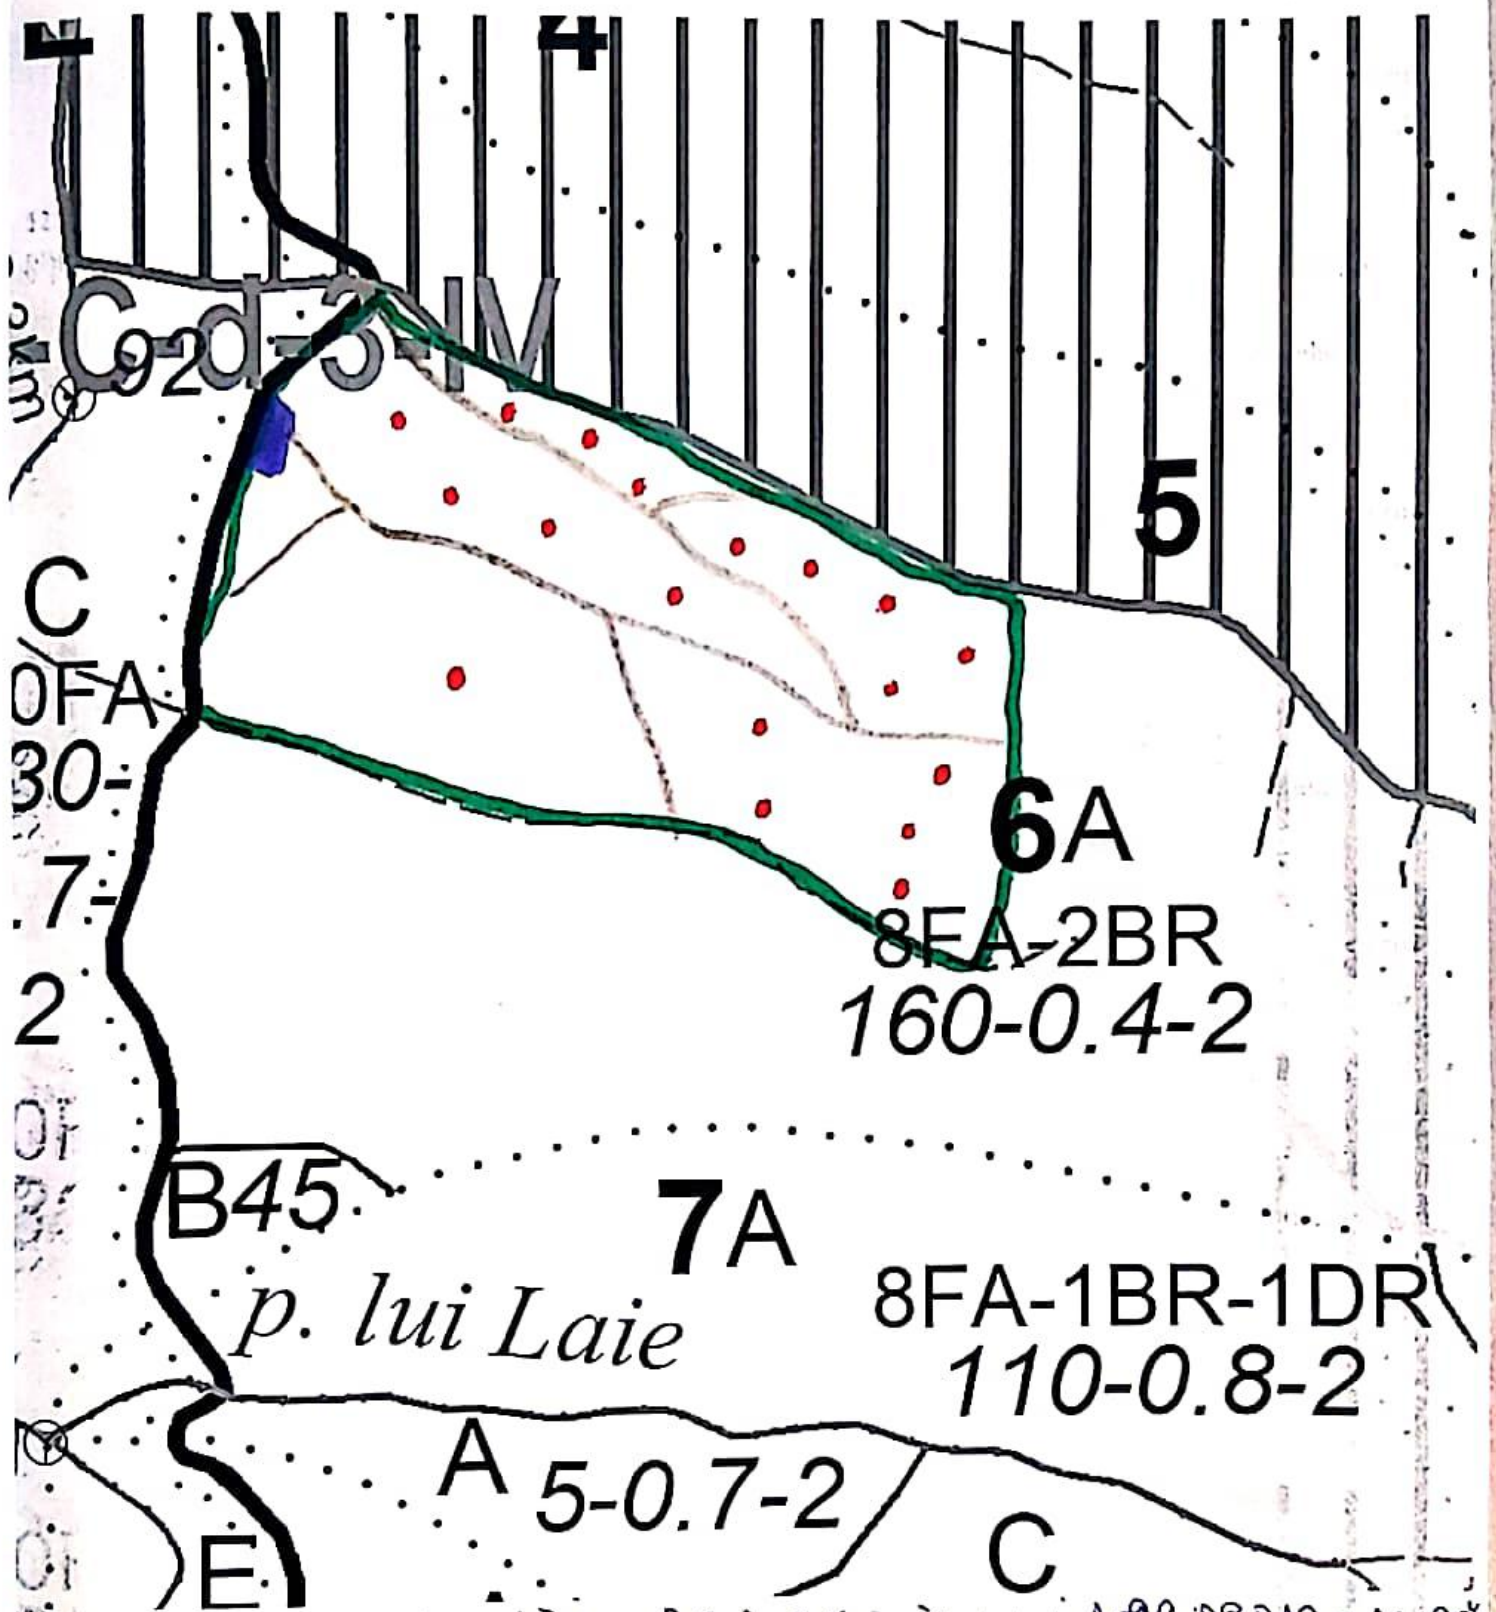 4
C-d-3-IV
92
5
C
0FA
30-
6A
.7-
8FA-2BR
2
160-0.4-2
B45
7A
p. lui Laie
8FA-1BR-1DR
110-0.8-2
A
5-0.7-2
C
E